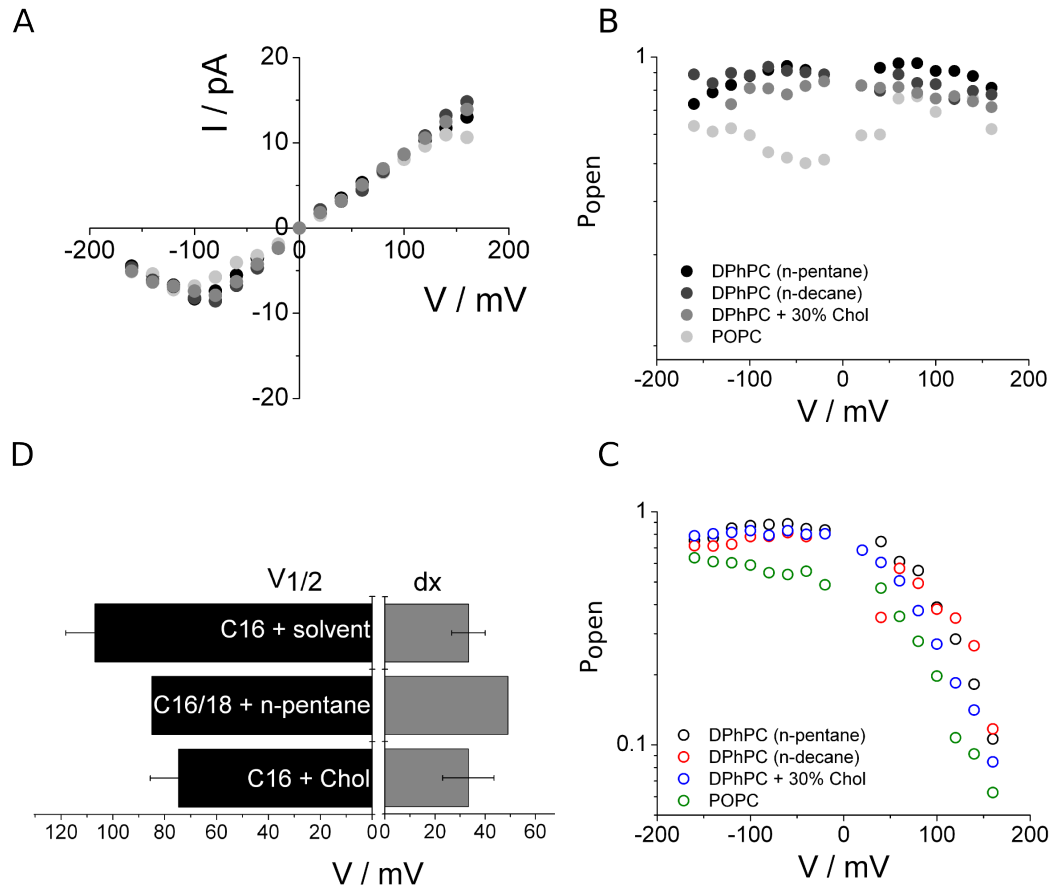 A
I / pA
20
10
0
-200
-100
0
100
200
-10
-20
V / mV
B
1
Popen
DPhPC (n-pentane)
DPhPC (n-decane)
DPhPC + 30% Chol
POPC
-200
-100
0
100
200
V / mV
D
V1/2
dx
C16 + solvent
C16/18 + n-pentane
C16 + Chol
120
100
80
60
40
20
0
0
20
40
60
V / mV
C
1
0.1
Popen
DPhPC (n-pentane)
DPhPC (n-decane)
DPhPC + 30% Chol
POPC
-200
-100
0
100
200
V / mV